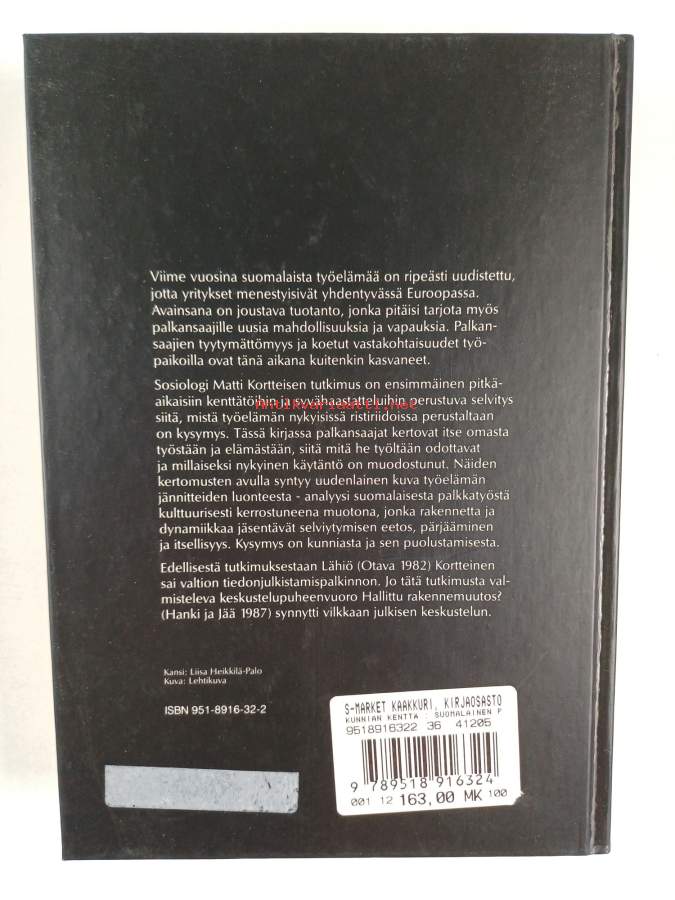 Viime vuosina suomalaista työelämää on ripeästi uudistettu,
jotta yritykset menestyisivät yhdentyvässä Euroopassa.
Avainsana on joustava tuotanto, jonka pitäisi tarjota myös
palkansaajille uusia mahdollisuuksia ja vapauksia. Palkan-
saajien tyytymättömyys ja koetut vastakohtaisuudet työ-
paikoilla ovat tänä aikana kuitenkin kasvaneet.
Sosiologi Matti Kortteisen tutkimus on ensimmäinen pitkä-
aikaisiin kenttätöihin ja syvähaastatteluihin perustuva selvitys
Antikvariaatti.net
siitä, mistä työelämän nykyisissä ristiriidoissa perustaltaan
on kysymys. Tässä kirjassa palkansaajat kertovat itse omasta
työstään ja elämästään, siitä mitä he työltään odottavat
ja millaiseksi nykyinen käytäntö on muodostunut. Näiden
kertomusten avulla syntyy uudenlainen kuva työelämän
jännitteiden luonteesta - analyysi suomalaisesta palkkatyöstä
kulttuurisesti kerrostuneena muotona, jonka rakennetta ja
dynamiikkaa jäsentävät selviytymisen eetos, pärjääminen
ja itsellisyys. Kysymys on kunniasta ja sen puolustamisesta.
Edellisestä tutkimuksestaan Lähiö (Otava 1982) Kortteinen
sai valtion tiedonjulkistamispalkinnon. Jo tätä tutkimusta val-
misteleva keskustelupuheenvuoro Hallittu rakennemuutos?
(Hanki ja Jää 1987) synnytti vilkkaan julkisen keskustelun.
Kansi: Liisa Heikkilä-Palo
Kuva: Lehtikuva
ISBN 951-8916-32-2
S-MARKET KAAKKURI, KIRJAOSASTO
KUNNIAN KENTTÄ : SUOMALAINEN P
9518916322 36 41205
9 789518 916324
001 12 163,00 MK 100